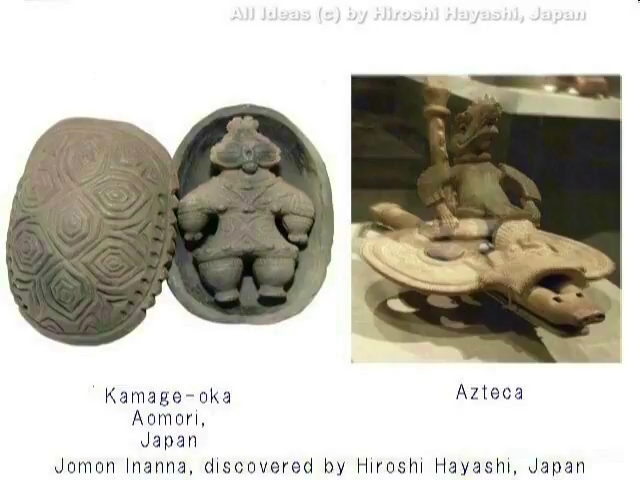 All Ideas (c) by Hiroshi Hayashi, Japan
Kamage-oka
Aomori,
Japan
Azteca
Jomon Inanna, discovered by Hiroshi Hayashi, Japan